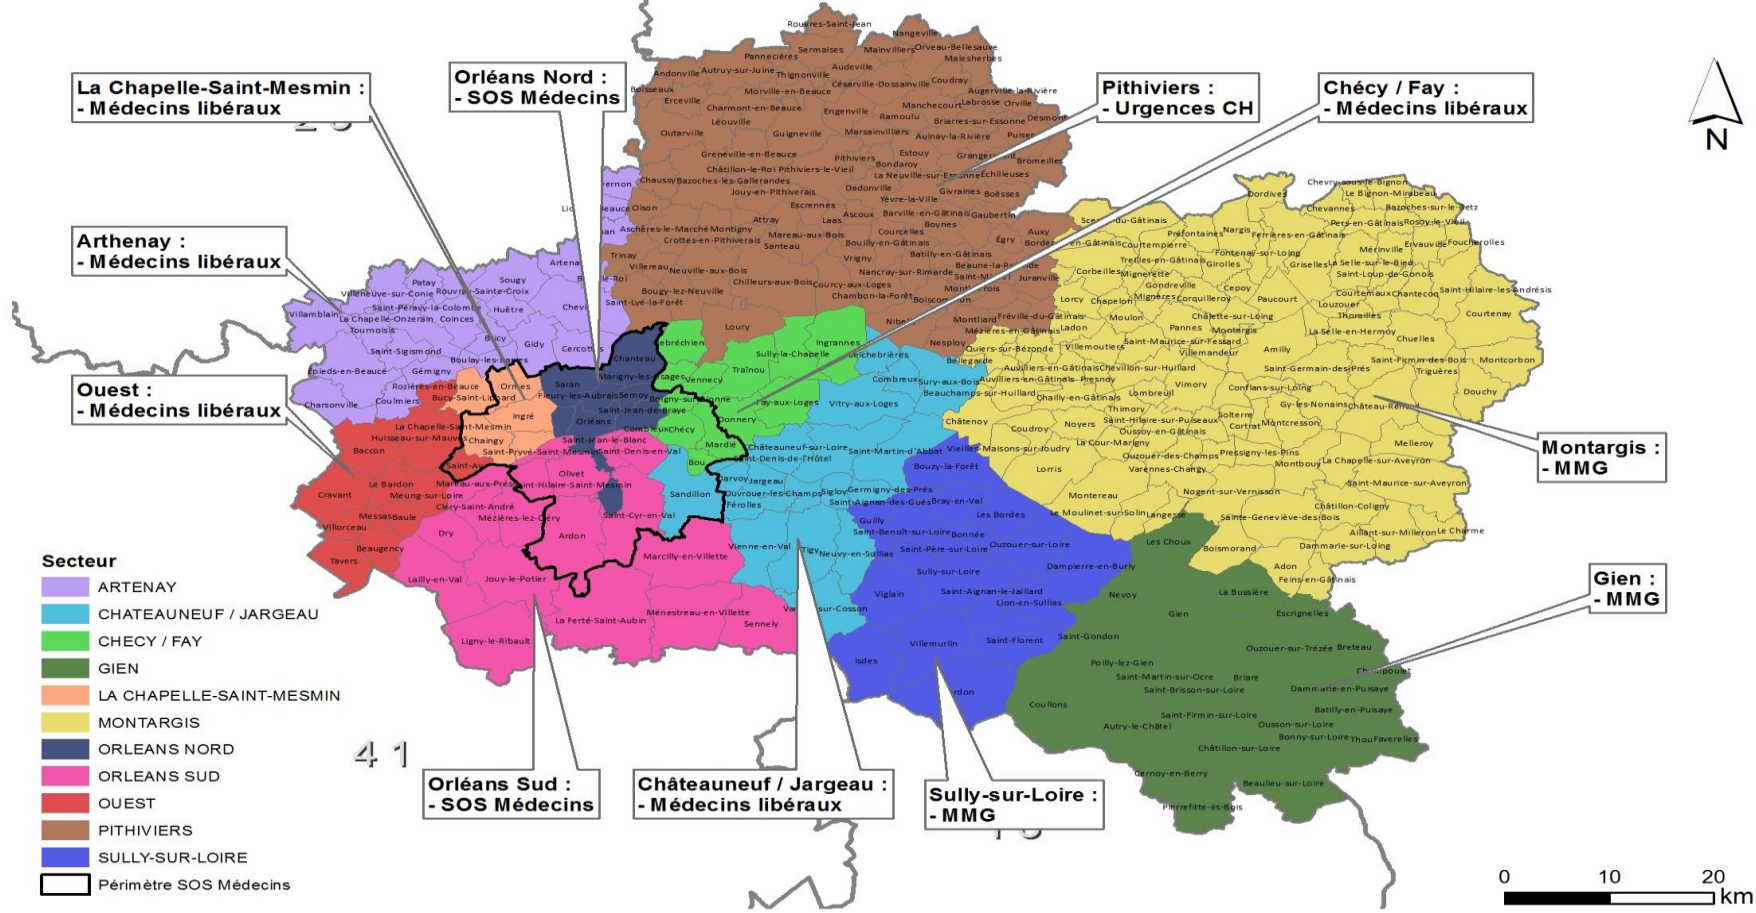 La Chapelle-Saint-Mesmin :
- Médecins libéraux
Orléans Nord :
- SOS Médecins
Pithiviers :
- Urgences CH
Chécy / Fay :
- Médecins libéraux
N
Arthenay :
- Médecins libéraux
Ouest :
- Médecins libéraux
Montargis :
- MMG
Gien :
- MMG
Orléans Sud :
- SOS Médecins
Châteauneuf / Jargeau :
- Médecins libéraux
Sully-sur-Loire :
- MMG
41
Secteur
ARTENAY
CHATEAUNEUF / JARGEAU
CHECY / FAY
GIEN
LA CHAPELLE-SAINT-MESMIN
MONTARGIS
ORLEANS NORD
ORLEANS SUD
OUEST
PITHIVIERS
SULLY-SUR-LOIRE
Périmètre SOS Médecins
0 10 20
km
Rouvres-Saint-Jean
Nangeville
Sermaises
Mainvilliers
Orveau-Bellesauve
Pannecières
Malesherbes
Andonville
Autruy-sur-Juine
Thignonville
Audeville
Césarville-Dossainville
Coudray
Morville-en-Beauce
Erceville
Charmont-en-Beauce
Engenville
Manchecourt
Labrosse
Orville
Augerville-la-Rivière
Léouville
Ramoulu
Briarres-sur-Essonne
Outarville
Guigneville
Marsainvilliers
Aulnay-la-Rivière
Greneville-en-Beauce
Pithiviers
Estouy
Bondaroy
Bromeilles
Châtillon-le-Roi
Pithiviers-le-Vieil
La Neuville-sur-Essonne
Échilleuses
Chaussy
Bazoches-les-Gallerandes
Jouy-en-Pithiverais
Dadonville
Givraines
Boësses
Yèvre-la-Ville
Oison
Escrennes
Ascoux
Barville-en-Gâtinais
Gaubertin
Attray
Laas
Boynes
Aschères-le-Marché
Montigny
Mareau-aux-Bois
Courcelles
Auxy
Crottes-en-Pithiverais
Santeau
Bouilly-en-Gâtinais
Égry
Trinay
Vrigny
Batilly-en-Gâtinais
Villereau
Neuville-aux-Bois
Nancray-sur-Rimarde
Juranville
Chilleurs-aux-Bois
Courcy-aux-Loges
Bougy-lez-Neuville
Chambon-la-Forêt
Saint-Lyé-la-Forêt
Loury
Montliard
Fréville-du-Gâtinais
Mézières-en-Gâtinais
Nesploy
Dordives
Chevry-sous-le-Bignon
Le Bignon-Mirabeau
Chevannes
Bazoches-sur-le-Betz
Pers-en-Gâtinais
Rosoy-le-Vieil
Préfontaines
Nargis
Ferrières-en-Gâtinais
Courtempierre
Mérinville
Ervauville
Foucherolles
Treilles-en-Gâtinais
Girolles
Fontenay-sur-Loing
Griselles
La Selle-sur-le-Bied
Saint-Loup-de-Gonois
Corbeilles
Mignerette
Gondreville
Cepoy
Lorcy
Chapelon
Mignères
Corquilleroy
Paucourt
Courtemaux
Chantecoq
Saint-Hilaire-les-Andrésis
Louzouer
Moulon
Châlette-sur-Loing
Thorailles
Courtenay
Ladon
Pannes
Montargis
La Selle-en-Hermoy
Chuelles
Quiers-sur-Bézonde
Villemoutiers
Saint-Maurice-sur-Fessard
Villemandeur
Amilly
Saint-Firmin-des-Bois
Montcorbon
Bellegarde
Auvilliers-en-Gâtinais
Chevillon-sur-Huillard
Saint-Germain-des-Prés
Triguères
Presnoy
Vimory
Conflans-sur-Loing
Douchy
Beauchamps-sur-Huillard
Chailly-en-Gâtinais
Lombreuil
Gy-les-Nonains
Château-Renard
Thimory
Solterre
Châtenoy
Coudroy
Noyers
Saint-Hilaire-sur-Puiseaux
Cortrat
Montcresson
Oussoy-en-Gâtinais
La Cour-Marigny
Melleroy
Vieilles-Maisons-sur-Joudry
Ouzouer-des-Champs
Pressigny-les-Pins
Lorris
Varennes-Changy
Montbouy
La Chapelle-sur-Aveyron
Saint-Maurice-sur-Aveyron
Montereau
Nogent-sur-Vernisson
Châtillon-Coligny
Le Moulinet-sur-Solin
Langesse
Sainte-Geneviève-des-Bois
Aillant-sur-Milleron
Le Charme
Boismorand
Dammarie-sur-Loing
Adon
Feins-en-Gâtinais
Patay
Sougy
Villeneuve-sur-Conie
Rouvray-Sainte-Croix
Villamblain
Saint-Péravy-la-Colombe
Huêtre
La Chapelle-Onzerain
Coinces
Tournoisis
Bricy
Gidy
Saint-Sigismond
Épieds-en-Beauce
Gémigny
Charsonville
Coulmiers
Rozières-en-Beauce
Bucy-Saint-Liphard
Ormes
Saran
Chanteau
Marigny-les-Usages
Ingré
Fleury-les-Aubrais
Semoy
Saint-Jean-de-Braye
Orléans
Combleux
Chécy
La Chapelle-Saint-Mesmin
Huisseau-sur-Mauves
Chaingy
Baccon
Saint-Jean-le-Blanc
Saint-Pryvé-Saint-Mesmin
Saint-Denis-en-Val
Le Bardon
Olivet
Cravant
Meung-sur-Loire
Saint-Hilaire-Saint-Mesmin
Cléry-Saint-André
Messas
Baule
Villorceau
Mézières-lez-Cléry
Saint-Cyr-en-Val
Dry
Ardon
Beaugency
Tavers
Marcilly-en-Villette
Lailly-en-Val
Jouy-le-Potier
La Ferté-Saint-Aubin
Ménestreau-en-Villette
Sennely
Ligny-le-Ribault
Ingrannes
Sully-la-Chapelle
Traînou
Vennecy
Fay-aux-Loges
Donnery
Mardié
Bou
Combreux
Sury-aux-Bois
Vitry-aux-Loges
Châteauneuf-sur-Loire
Saint-Denis-de-l'Hôtel
Saint-Martin-d'Abbat
Darvoy
Jargeau
Sandillon
Férolles
Ouvrouer-les-Champs
Sigloy
Germigny-des-Prés
Saint-Aignan-des-Gués
Vienne-en-Val
Tigy
Neuvy-en-Sullias
Bouzy-la-Forêt
Bray-en-Val
Les Bordes
Guilly
Saint-Benoît-sur-Loire
Bonnée
Saint-Père-sur-Loire
Ouzouer-sur-Loire
Dampierre-en-Burly
Sully-sur-Loire
Viglain
Saint-Aignan-le-Jaillard
Lion-en-Sullias
Villemurlin
Saint-Florent
Isdes
Les Choux
Nevoy
La Bussière
Gien
Escrignelles
Saint-Gondon
Ouzouer-sur-Trézée
Breteau
Poilly-lez-Gien
Saint-Martin-sur-Ocre
Briare
Saint-Brisson-sur-Loire
Dammarie-en-Puisaye
Coullons
Saint-Firmin-sur-Loire
Batilly-en-Puisaye
Autry-le-Châtel
Ousson-sur-Loire
Bonny-sur-Loire
Thou
Faverelles
Châtillon-sur-Loire
Cernoy-en-Berry
Beaulieu-sur-Loire
Pierrefitte-ès-Bois